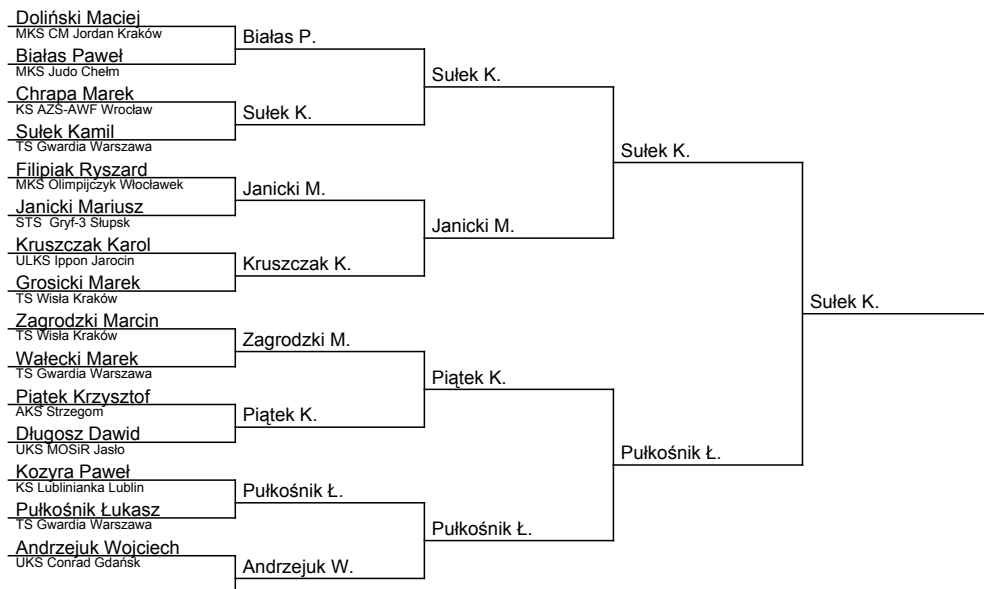 Doliński Maciej
MKS CM Jordan Kraków
Białas P.
Białas Paweł
MKS Judo Chełm
Sułek K.
Chrapa Marek
KS AZS-AWF Wrocław
Sułek K.
Sułek Kamil
TS Gwardia Warszawa
Sułek K.
Filipiak Ryszard
MKS Olimpijczyk Włocławek
Janicki M.
Janicki Mariusz
STS Gryf-3 Słupsk
Janicki M.
Kruszczak Karol
ULKS Ippon Jarocin
Kruszczak K.
Grosicki Marek
TS Wisła Kraków
Sułek K.
Zagrodzki Marcin
TS Wisła Kraków
Zagrodzki M.
Wałecki Marek
TS Gwardia Warszawa
Piątek K.
Piątek Krzysztof
AKS Strzegom
Piątek K.
Długosz Dawid
UKS MOSiR Jasło
Pułkośnik Ł.
Kozyra Paweł
KS Lublinianka Lublin
Pułkośnik Ł.
Pułkośnik Łukasz
TS Gwardia Warszawa
Pułkośnik Ł.
Andrzejuk Wojciech
UKS Conrad Gdańsk
Andrzejuk W.